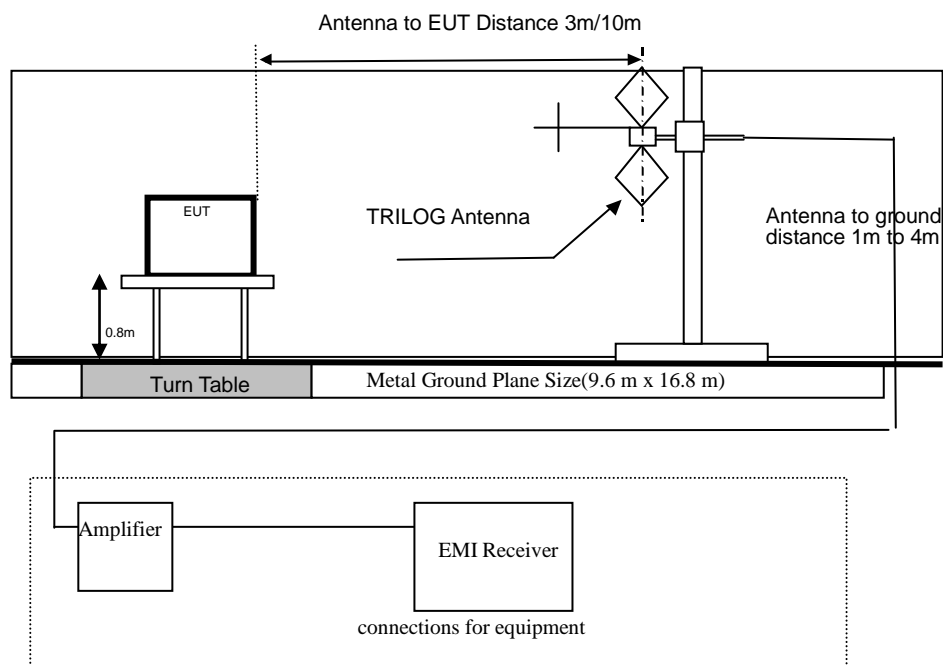 Antenna to EUT Distance 3m/10m
EUT
TRILOG Antenna
Antenna to ground
distance 1m to 4m
0.8m
Turn Table
Metal Ground Plane Size(9.6 m x 16.8 m)
Amplifier
EMI Receiver
connections for equipment